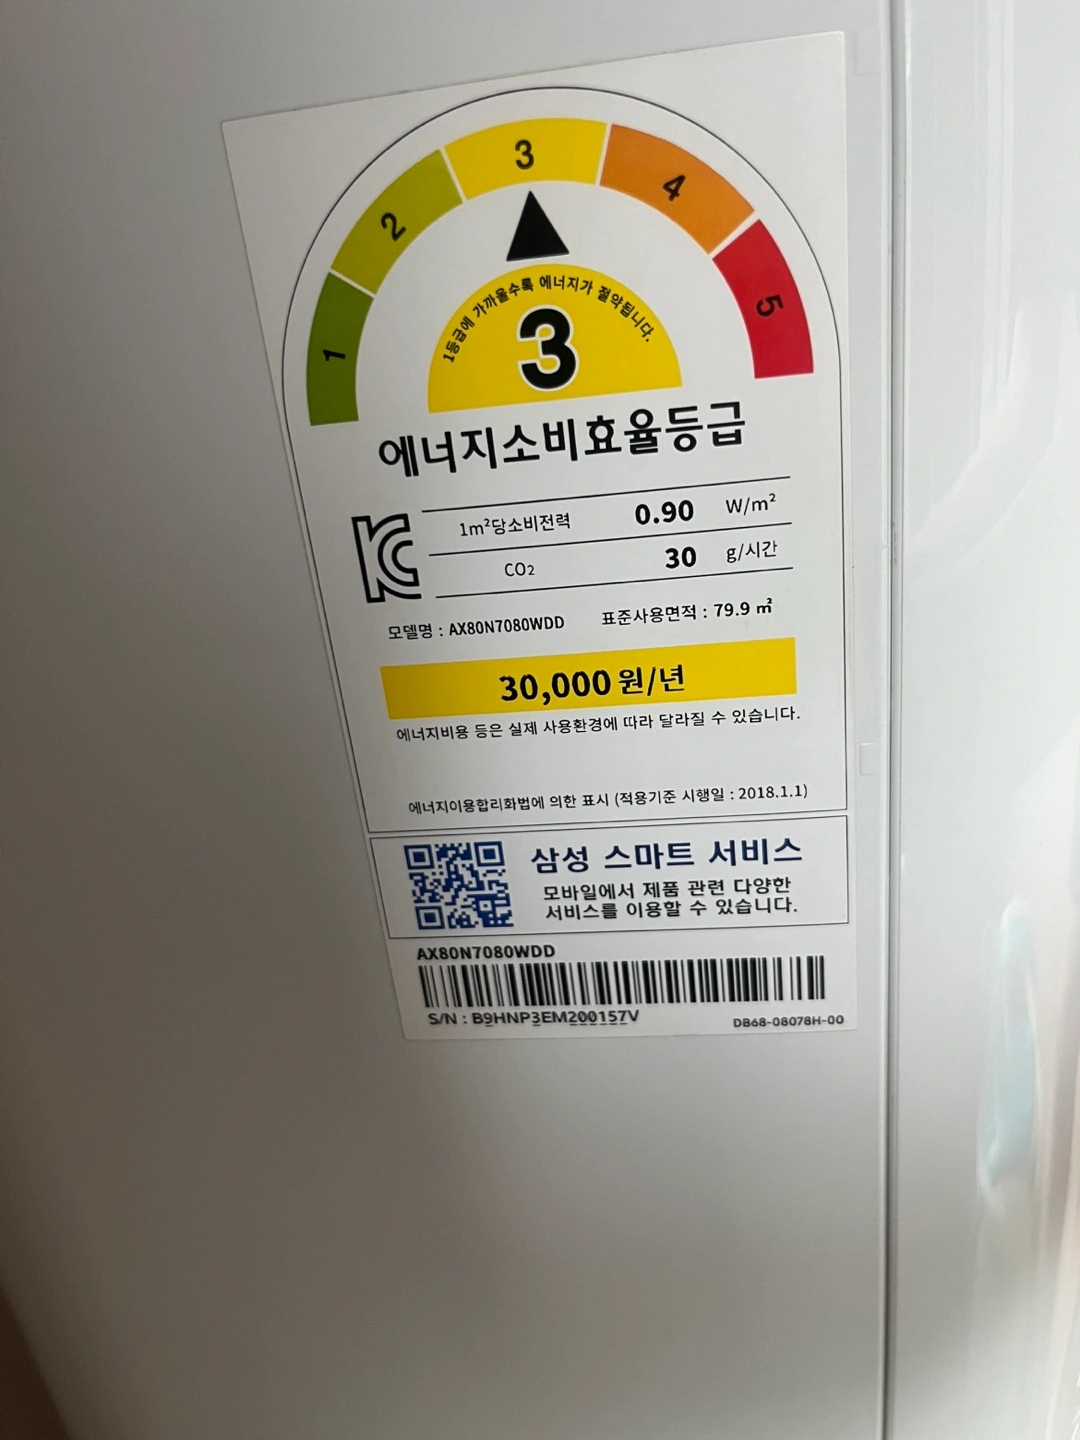 1
2
3
4
5
1등급에 가까울수록 에너지가 절약됩니다.
3
에너지소비효율등급
1m²당소비전력 0.90 W/m²
CO₂ 30 g/시간
모델명 : AX80N7080WDD 표준사용면적 : 79.9 ㎡
30,000 원/년
에너지비용 등은 실제 사용환경에 따라 달라질 수 있습니다.
에너지이용합리화법에 의한 표시 (적용기준 시행일 : 2018.1.1)
삼성 스마트 서비스
모바일에서 제품 관련 다양한
서비스를 이용할 수 있습니다.
AX80N7080WDD
S/N : B9HNP3EM200157V DB68-08078H-00